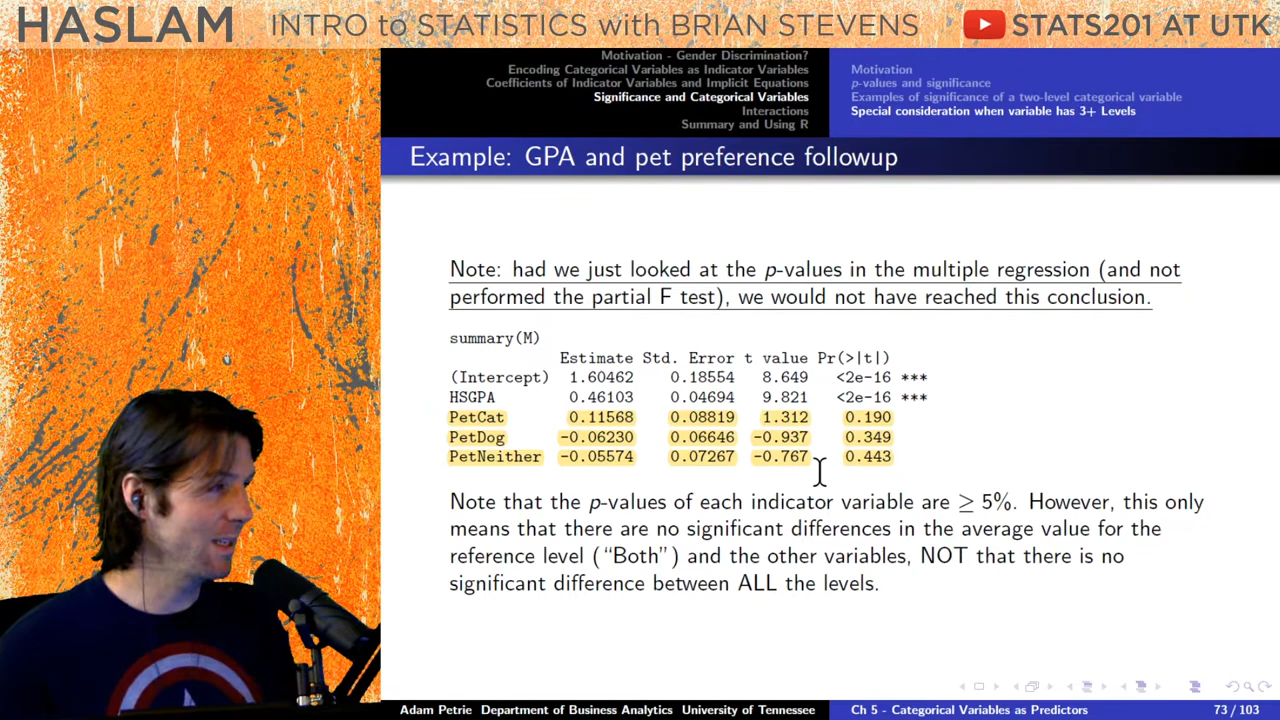 HASLAM INTRO to STATISTICS with BRIAN STEVENS STATS201 AT UTK
Motivation - Gender Discrimination?
Encoding Categorical Variables as Indicator Variables
Coefficients of Indicator Variables and Implicit Equations
Significance and Categorical Variables
Interactions
Summary and Using R
Motivation
p-values and significance
Examples of significance of a two-level categorical variable
Special consideration when variable has 3+ Levels
Example: GPA and pet preference followup
Note: had we just looked at the p-values in the multiple regression (and not
performed the partial F test), we would not have reached this conclusion.
summary(M)
Estimate Std. Error t value Pr(>|t|)
(Intercept) 1.60462 0.18554 8.649 <2e-16 ***
HSGPA 0.46103 0.04694 9.821 <2e-16 ***
PetCat 0.11568 0.08819 1.312 0.190
PetDog -0.06230 0.06646 -0.937 0.349
PetNeither -0.05574 0.07267 -0.767 0.443
Note that the p-values of each indicator variable are ≥ 5%. However, this only
means that there are no significant differences in the average value for the
reference level (“Both”) and the other variables, NOT that there is no
significant difference between ALL the levels.
Adam Petrie Department of Business Analytics University of Tennessee Ch 5 - Categorical Variables as Predictors 73 / 103